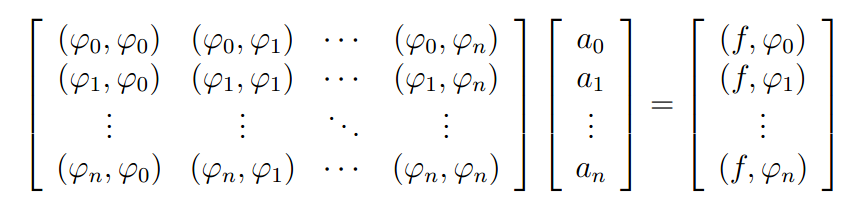 (φ₀, φ₀) (φ₀, φ₁) ⋯ (φ₀, φₙ) a₀ (f, φ₀)
(φ₁, φ₀) (φ₁, φ₁) ⋯ (φ₁, φₙ) a₁ (f, φ₁)
⋮ ⋮ ⋱ ⋮ ⋮ = ⋮
(φₙ, φ₀) (φₙ, φ₁) ⋯ (φₙ, φₙ) aₙ (f, φₙ)